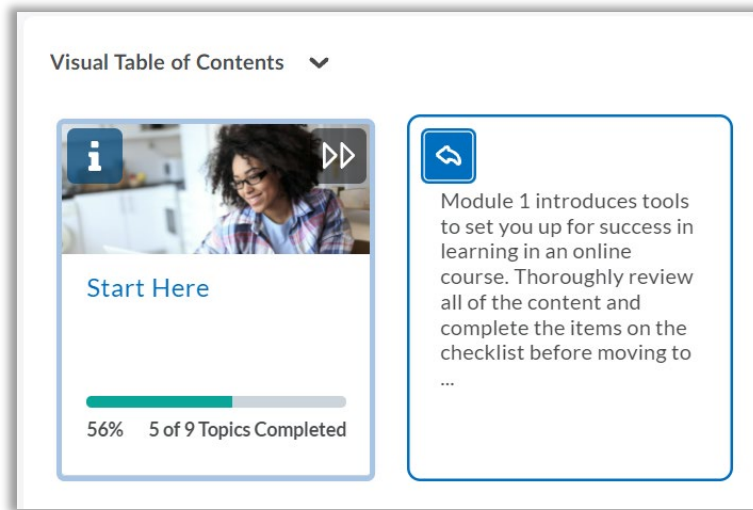 Visual Table of Contents
Start Here
56% 5 of 9 Topics Completed
Module 1 introduces tools
to set you up for success in
learning in an online
course. Thoroughly review
all of the content and
complete the items on the
checklist before moving to
...